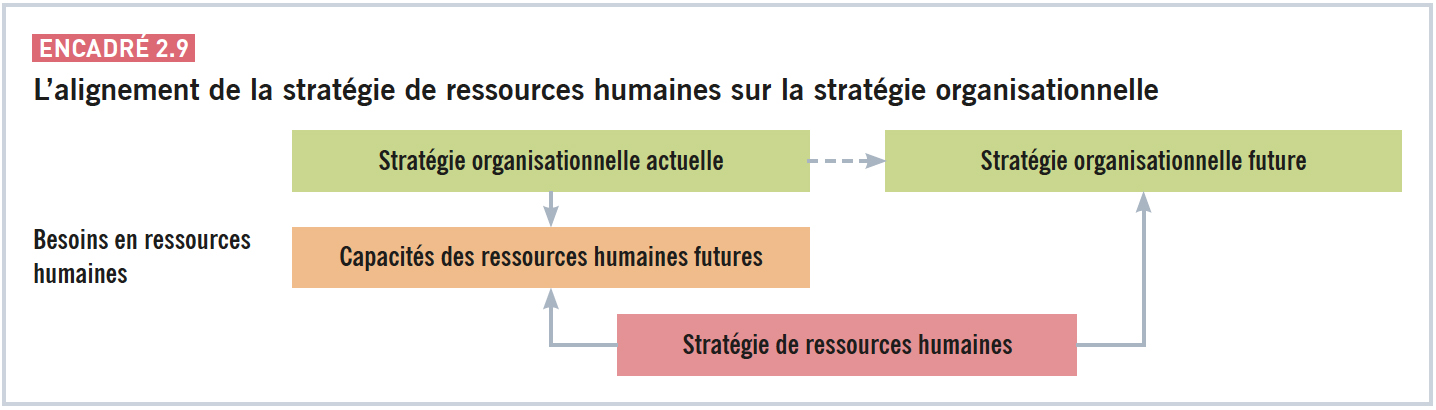 ENCADRÉ 2.9
L’alignement de la stratégie de ressources humaines sur la stratégie organisationnelle
Stratégie organisationnelle actuelle
Stratégie organisationnelle future
Besoins en ressources
humaines
Capacités des ressources humaines futures
Stratégie de ressources humaines